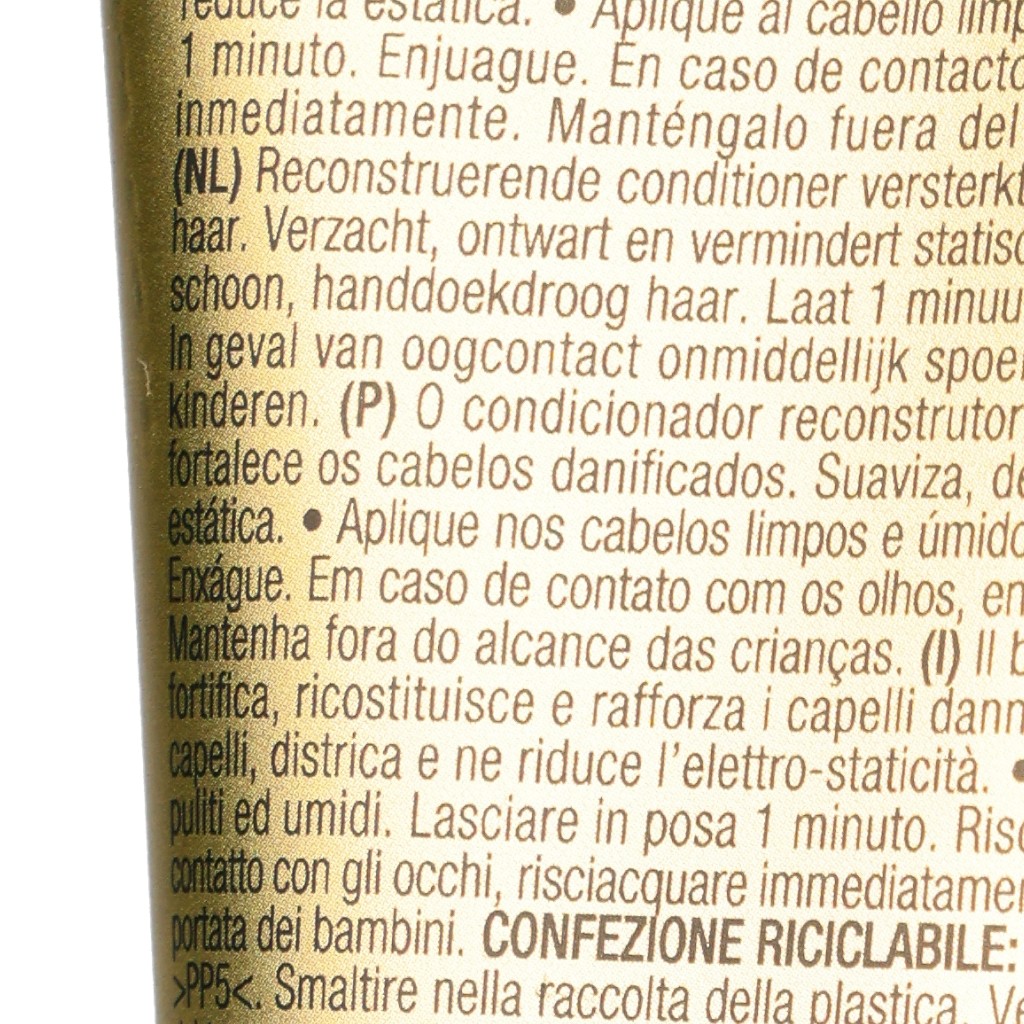 reduce la estática. • Aplique al cabello limp
1 minuto. Enjuague. En caso de contacto
inmediatamente. Manténgalo fuera del
(NL) Reconstruerende conditioner versterkt
haar. Verzacht, ontwart en vermindert statisc
schoon, handdoekdroog haar. Laat 1 minuu
In geval van oogcontact onmiddellijk spoe
kinderen. (P) O condicionador reconstrutor
fortalece os cabelos danificados. Suaviza, de
estática. • Aplique nos cabelos limpos e úmido
Enxágue. Em caso de contato com os olhos, en
Mantenha fora do alcance das crianças. (I) Il b
fortifica, ricostituisce e rafforza i capelli dann
capelli, districa e ne riduce l'elettro-staticità. •
puliti ed umidi. Lasciare in posa 1 minuto. Risc
contatto con gli occhi, risciacquare immediatamen
portata dei bambini. CONFEZIONE RICICLABILE:
>PP5<. Smaltire nella raccolta della plastica. Ve